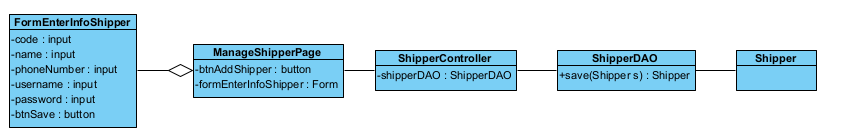 FormEnterInfoShipper
-code : input
-name : input
-phoneNumber : input
-username : input
-password : input
-btnSave : button
ManageShipperPage
-btnAddShipper : button
-formEnterInfoShipper : Form
ShipperController
-shipperDAO : ShipperDAO
ShipperDAO
+save(Shipper s) : Shipper
Shipper